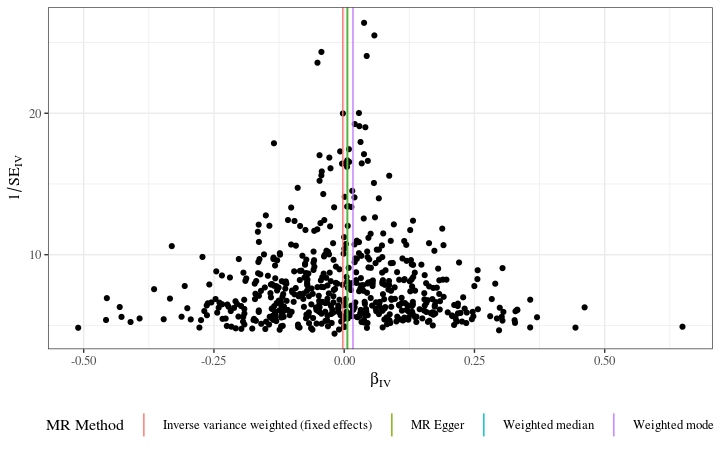 1/SE_IV
20
10
-0.50
-0.25
0.00
0.25
0.50
β_IV
MR Method
Inverse variance weighted (fixed effects)
MR Egger
Weighted median
Weighted mode